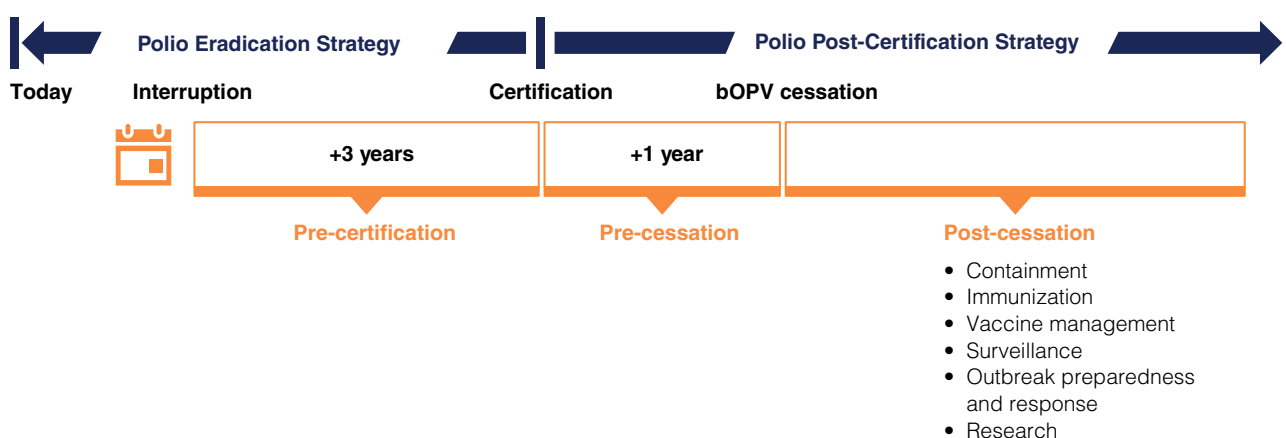 Polio Eradication Strategy
Polio Post-Certification Strategy
Today
Interruption
Certification
bOPV cessation
+3 years
+1 year
Pre-certification
Pre-cessation
Post-cessation
• Containment
• Immunization
• Vaccine management
• Surveillance
• Outbreak preparedness
and response
• Research